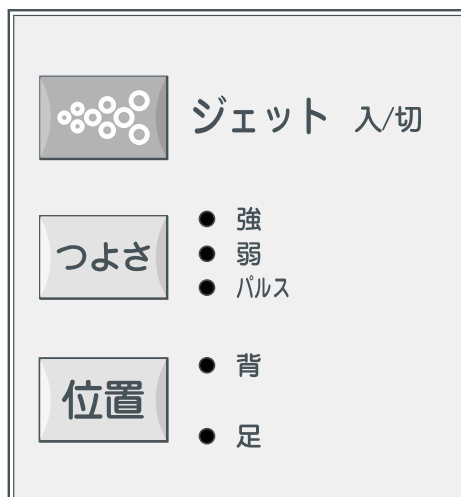 ジェット 入/切
つよさ
強
弱
パルス
位置
背
足